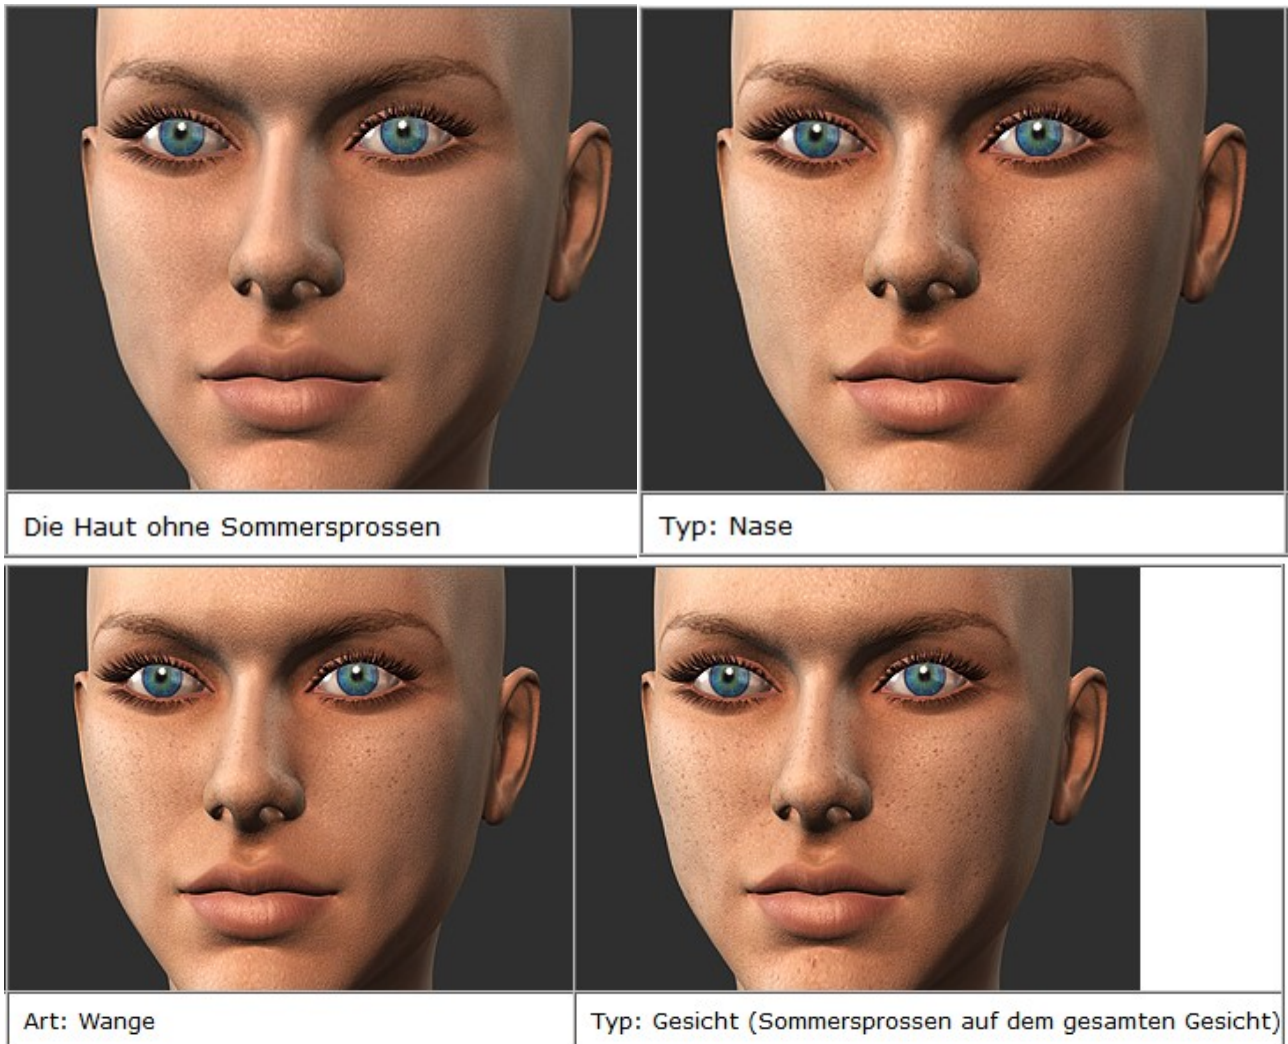 Die Haut ohne Sommersprossen
Typ: Nase
Art: Wange
Typ: Gesicht (Sommersprossen auf dem gesamten Gesicht)